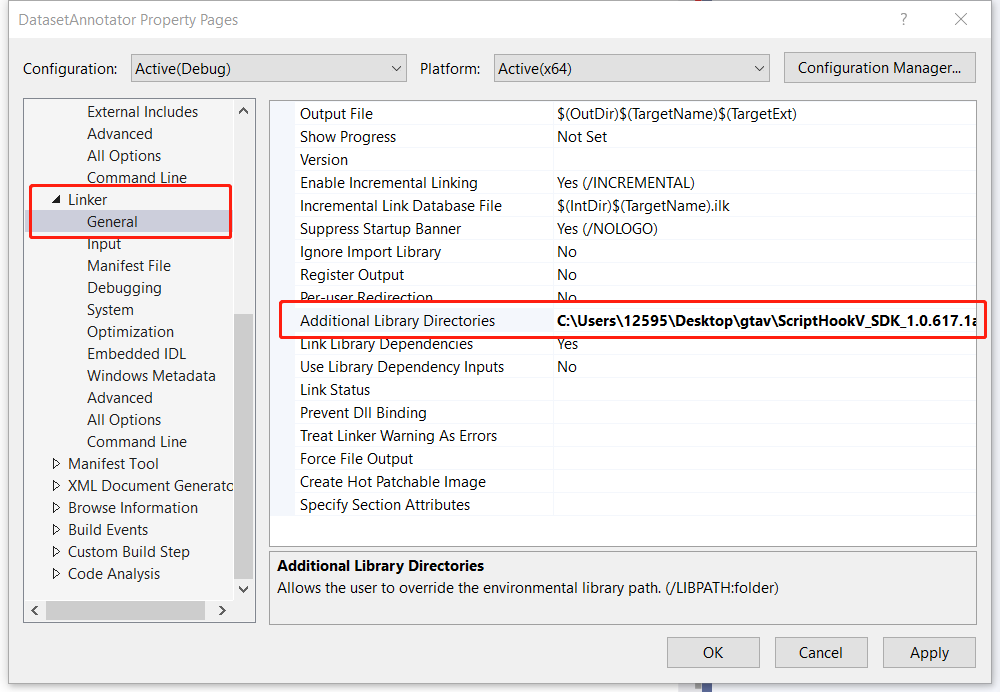 DatasetAnnotator Property Pages ?
Configuration: Active(Debug) Platform: Active(x64) Configuration Manager...
External Includes
Advanced
All Options
Command Line
Linker
General
Input
Manifest File
Debugging
System
Optimization
Embedded IDL
Windows Metadata
Advanced
All Options
Command Line
Manifest Tool
XML Document Generato
Browse Information
Build Events
Custom Build Step
Code Analysis
Output File $(OutDir)$(TargetName)$(TargetExt)
Show Progress Not Set
Version
Enable Incremental Linking Yes (/INCREMENTAL)
Incremental Link Database File $(IntDir)$(TargetName).ilk
Suppress Startup Banner Yes (/NOLOGO)
Ignore Import Library No
Register Output No
Per-user Redirection No
Additional Library Directories C:\Users\12595\Desktop\gtav\ScriptHookV_SDK_1.0.617.1a
Link Library Dependencies Yes
Use Library Dependency Inputs No
Link Status
Prevent Dll Binding
Treat Linker Warning As Errors
Force File Output
Create Hot Patchable Image
Specify Section Attributes
Additional Library Directories
Allows the user to override the environmental library path. (/LIBPATH:folder)
OK Cancel Apply